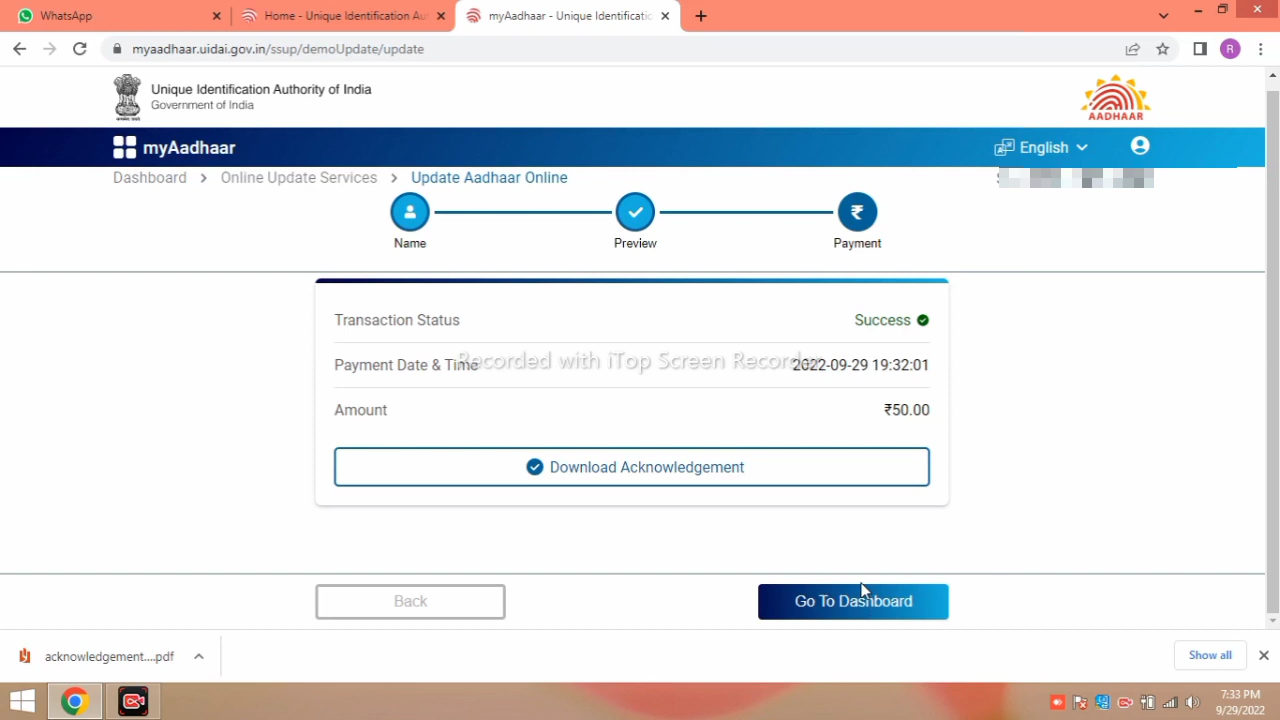 WhatsApp
Home - Unique Identification Au
myAadhaar - Unique Identificatio
myaadhaar.uidai.gov.in/ssup/demoUpdate/update
R
Unique Identification Authority of India
Government of India
AADHAAR
myAadhaar
English
Dashboard > Online Update Services > Update Aadhaar Online
Name
Preview
Payment
Transaction Status Success
Recorded with iTop Screen Recorder
Payment Date & Time 2022-09-29 19:32:01
Amount ₹50.00
Download Acknowledgement
Back
Go To Dashboard
acknowledgement....pdf
Show all
7:33 PM
9/29/2022